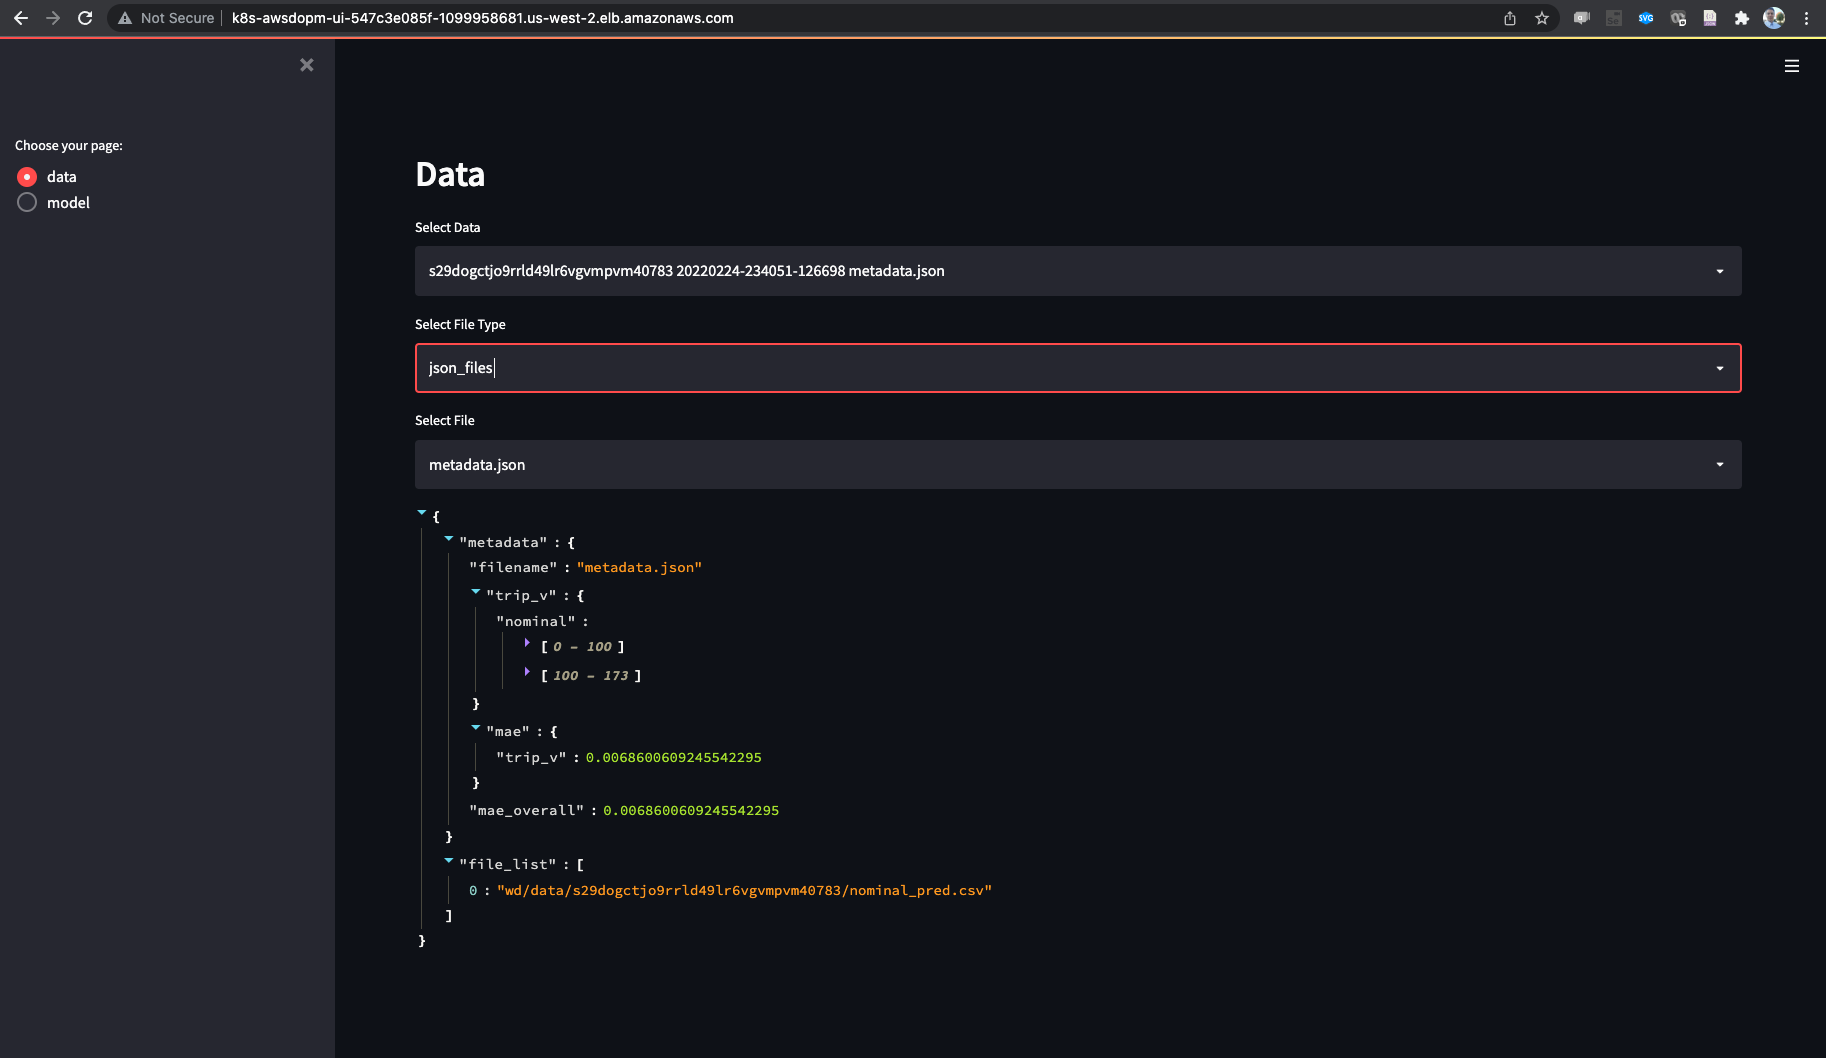 Not Secure k8s-awsdopm-ui-547c3e085f-1099958681.us-west-2.elb.amazonaws.com
SVG
Choose your page:
data
model
Data
Select Data
s29dogctjo9rrld49lr6vgvmpvm40783 20220224-234051-126698 metadata.json
Select File Type
json_files
Select File
metadata.json
{
"metadata" : {
"filename" : "metadata.json"
"trip_v" : {
"nominal" :
[ 0 - 100 ]
[ 100 - 173 ]
}
"mae" : {
"trip_v" : 0.0068600609245542295
}
"mae_overall" : 0.0068600609245542295
}
"file_list" : [
0 : "wd/data/s29dogctjo9rrld49lr6vgvmpvm40783/nominal_pred.csv"
]
}